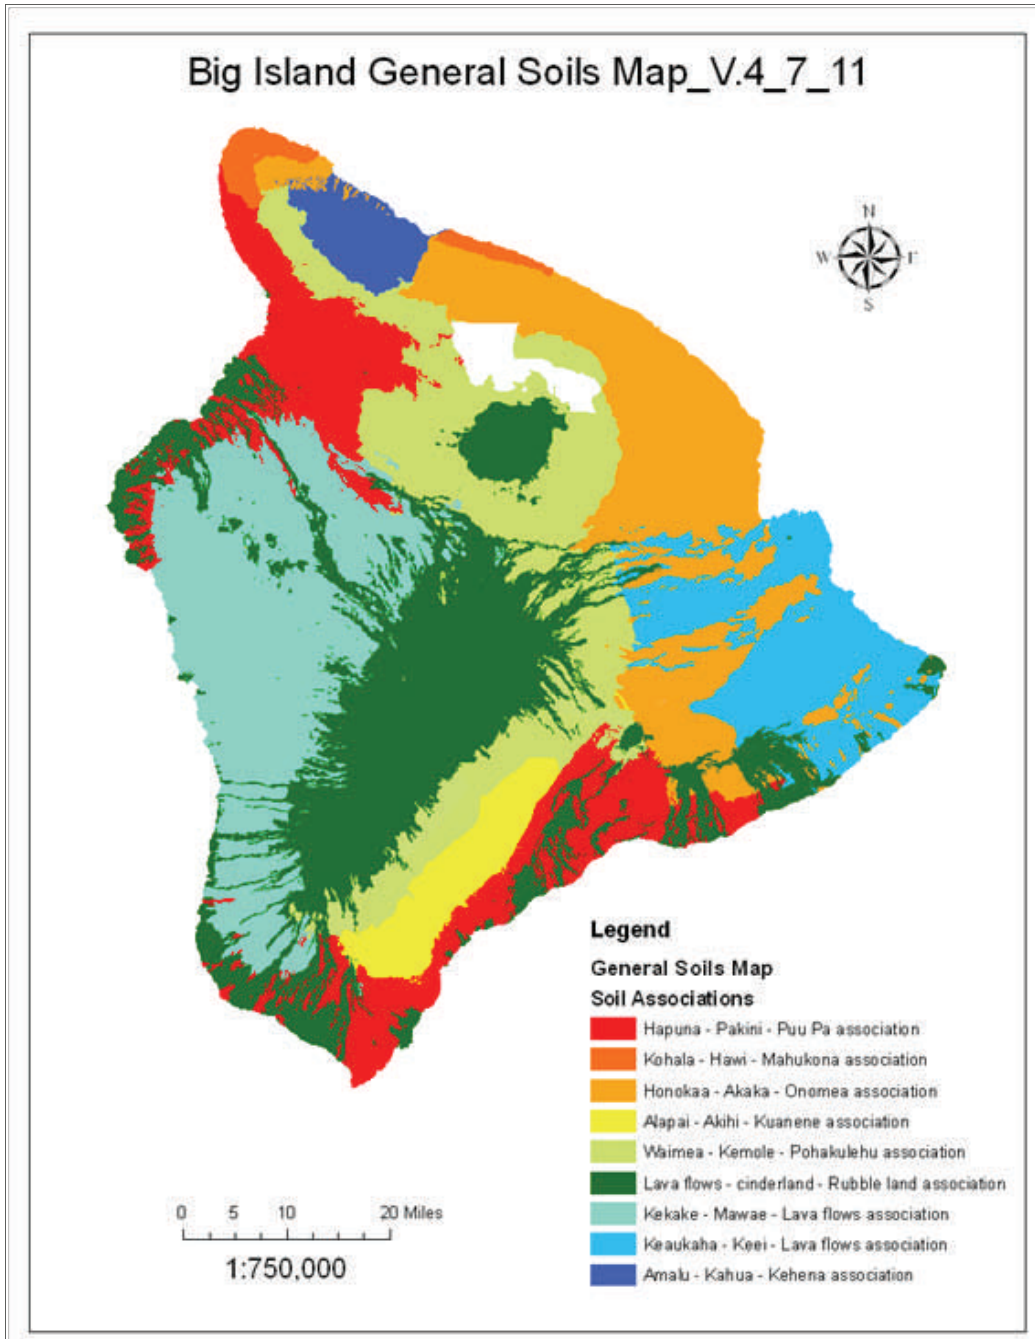 Big Island General Soils Map_V.4_7_11
N
W E
S
Legend
General Soils Map
Soil Associations
Hapuna - Pakini - Puu Pa association
Kohala - Hawi - Mahukona association
Honokaa - Akaka - Onomea association
Alapai - Akihi - Kuanene association
Waimea - Kemole - Pohakulehu association
Lava flows - cinderland - Rubble land association
Kekake - Mawae - Lava flows association
Keaukaha - Keei - Lava flows association
Amalu - Kahua - Kehena association
0 5 10 20 Miles
1:750,000